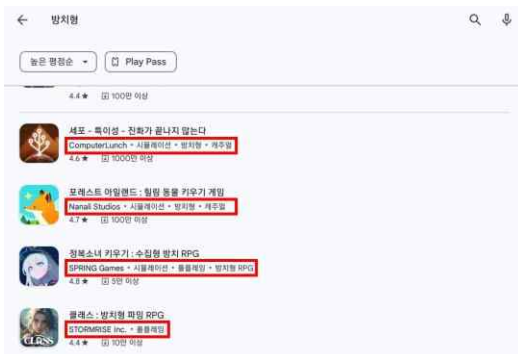 방치형
높은 평점순
Play Pass
4.4★ 100만 이상
세포 - 특이성 - 진화가 끝나지 않는다
ComputerLunch • 시뮬레이션 • 방치형 • 캐주얼
4.6★ 1000만 이상
포레스트 아일랜드 : 힐링 동물 키우기 게임
Nanali Studios • 시뮬레이션 • 방치형 • 캐주얼
4.7★ 100만 이상
정복소녀 키우기 : 수집형 방치 RPG
SPRING Games • 시뮬레이션 • 롤플레잉 • 방치형 RPG
4.8★ 5만 이상
클래스 : 방치형 파밍 RPG
STORMRISE Inc. • 롤플레잉
4.4★ 10만 이상
CLASS